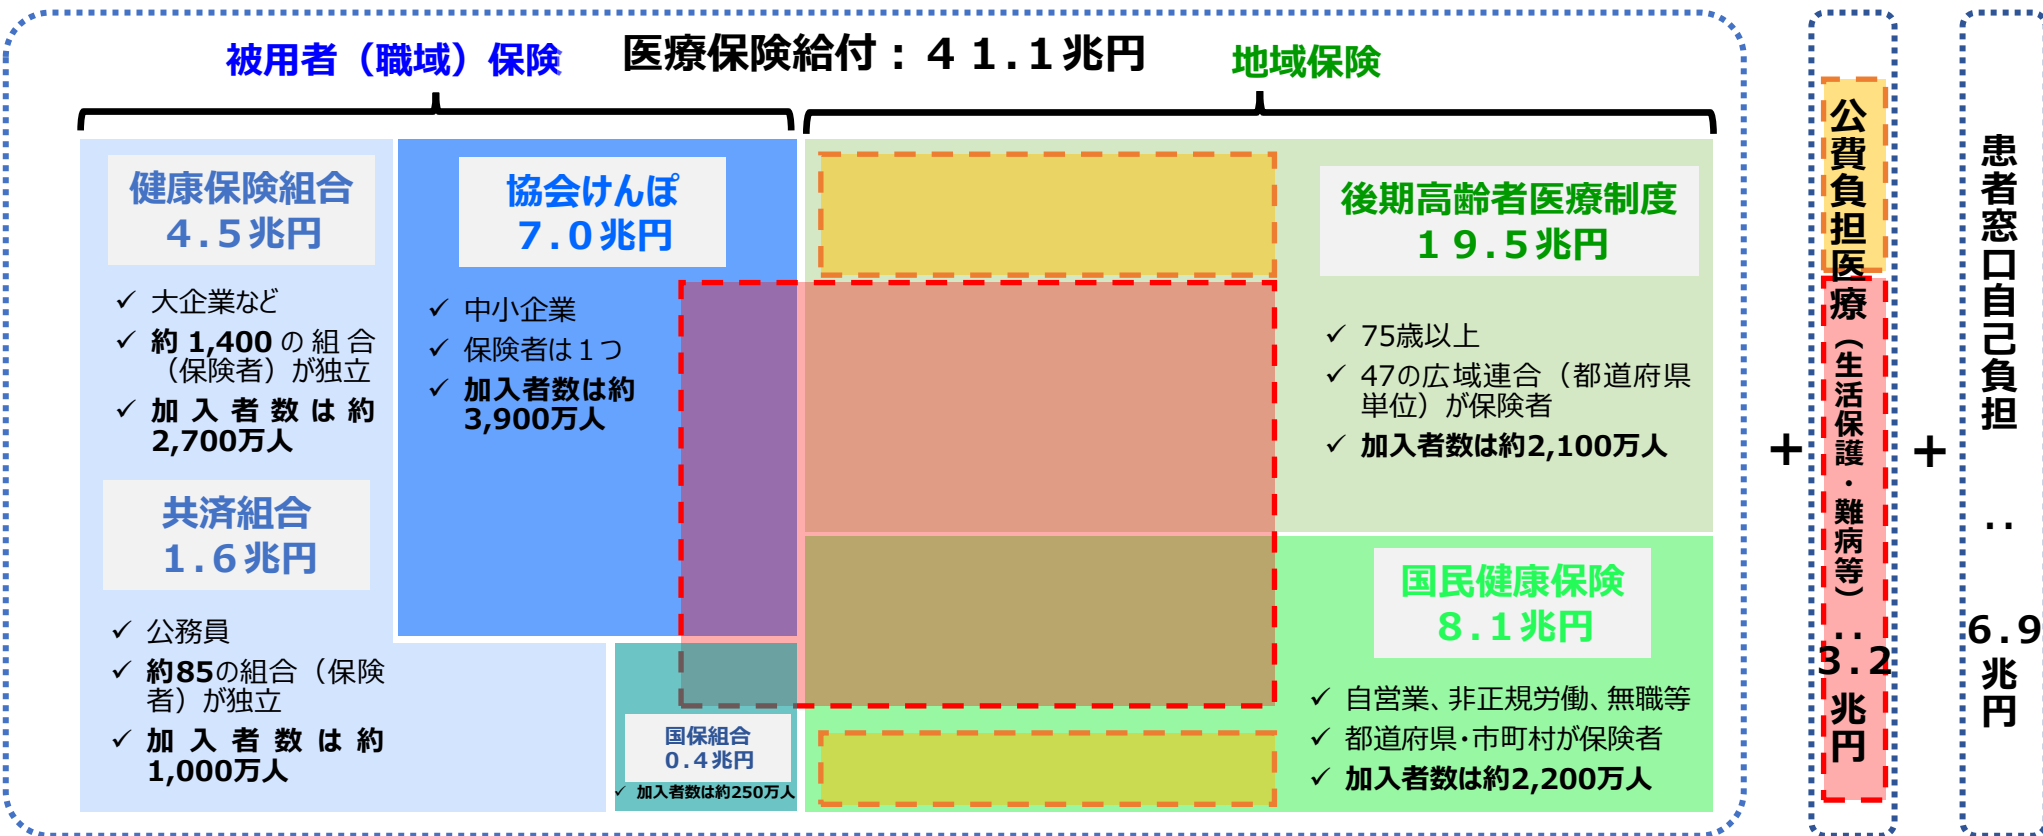 医療保険給付：４１.１兆円
被用者（職域）保険
地域保険
健康保険組合
４.５兆円
✓ 大企業など
✓ 約1,400の組合
（保険者）が独立
✓ 加入者数は約
2,700万人
共済組合
１.６兆円
✓ 公務員
✓ 約85の組合（保険
者）が独立
✓ 加入者数は約
1,000万人
協会けんぽ
７.０兆円
✓ 中小企業
✓ 保険者は１つ
✓ 加入者数は約
3,900万人
国保組合
０.４兆円
✓ 加入者数は約250万人
後期高齢者医療制度
１９.５兆円
✓ 75歳以上
✓ 47の広域連合（都道府県
単位）が保険者
✓ 加入者数は約2,100万人
国民健康保険
８.１兆円
✓ 自営業、非正規労働、無職等
✓ 都道府県・市町村が保険者
✓ 加入者数は約2,200万人
＋
公費負担医療（生活保護・難病等）：３.２兆円
＋
患者窓口自己負担：６.９兆円